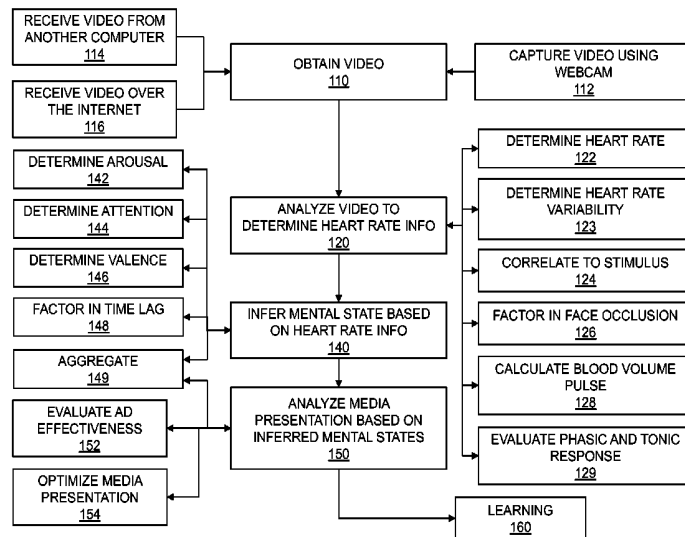 RECEIVE VIDEO FROM
ANOTHER COMPUTER
114
RECEIVE VIDEO OVER
THE INTERNET
116
OBTAIN VIDEO
110
CAPTURE VIDEO USING
WEBCAM
112
DETERMINE AROUSAL
142
DETERMINE ATTENTION
144
DETERMINE VALENCE
146
FACTOR IN TIME LAG
148
AGGREGATE
149
EVALUATE AD
EFFECTIVENESS
152
OPTIMIZE MEDIA
PRESENTATION
154
ANALYZE VIDEO TO
DETERMINE HEART RATE INFO
120
INFER MENTAL STATE BASED
ON HEART RATE INFO
140
ANALYZE MEDIA
PRESENTATION BASED ON
INFERRED MENTAL STATES
150
DETERMINE HEART RATE
122
DETERMINE HEART RATE
VARIABILITY
123
CORRELATE TO STIMULUS
124
FACTOR IN FACE OCCLUSION
126
CALCULATE BLOOD VOLUME
PULSE
128
EVALUATE PHASIC AND TONIC
RESPONSE
129
LEARNING
160